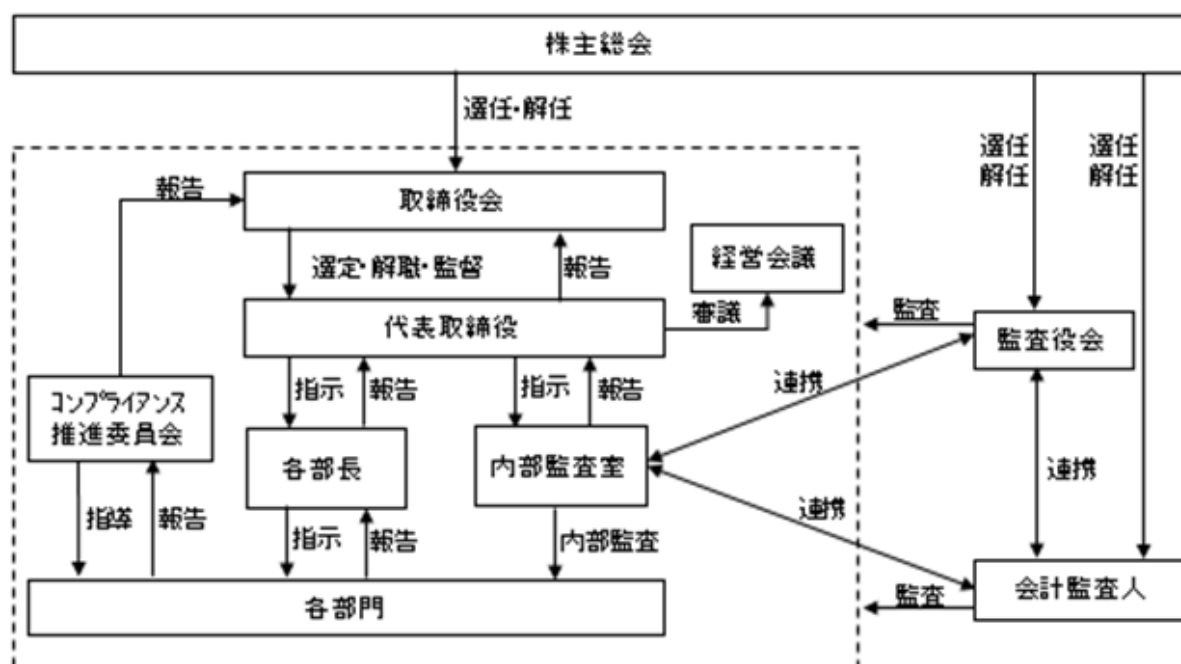 株主総会
選任・解任
選任
解任
選任
解任
報告
取締役会
選定・解職・監督
報告
経営会議
代表取締役
審議
監査
監査役会
指示
報告
指示
報告
連携
コンプライアンス
推進委員会
各部長
内部監査室
連携
指導
報告
指示
報告
内部監査
連携
各部門
監査
会計監査人